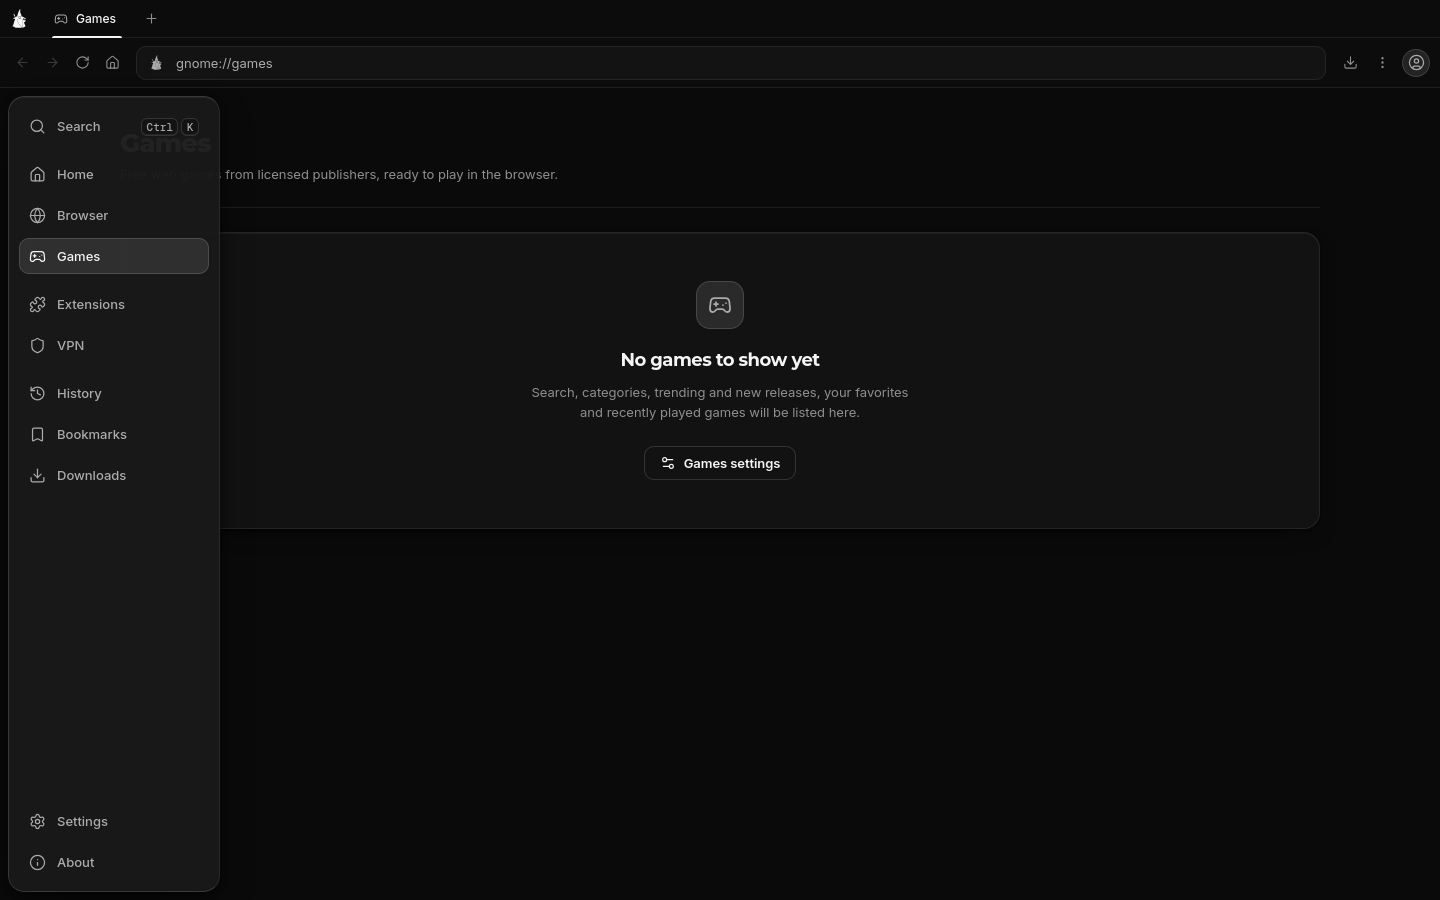 Games
gnome://games
Search Ctrl K
Games
Home
from licensed publishers, ready to play in the browser.
Browser
Games
Extensions
VPN
History
Bookmarks
Downloads
No games to show yet
Search, categories, trending and new releases, your favorites
and recently played games will be listed here.
Games settings
Settings
About